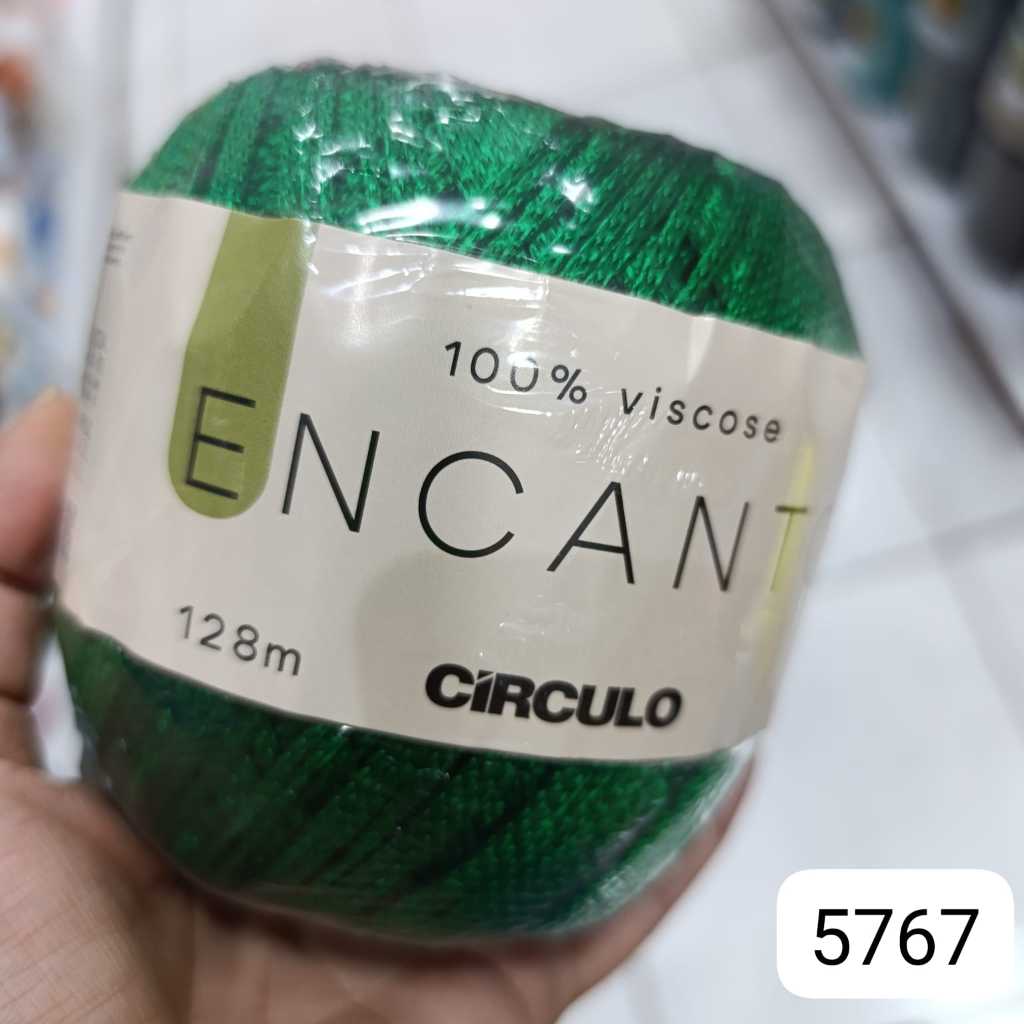 100% viscose
ENCANT
128m
CÍRCULO
5767